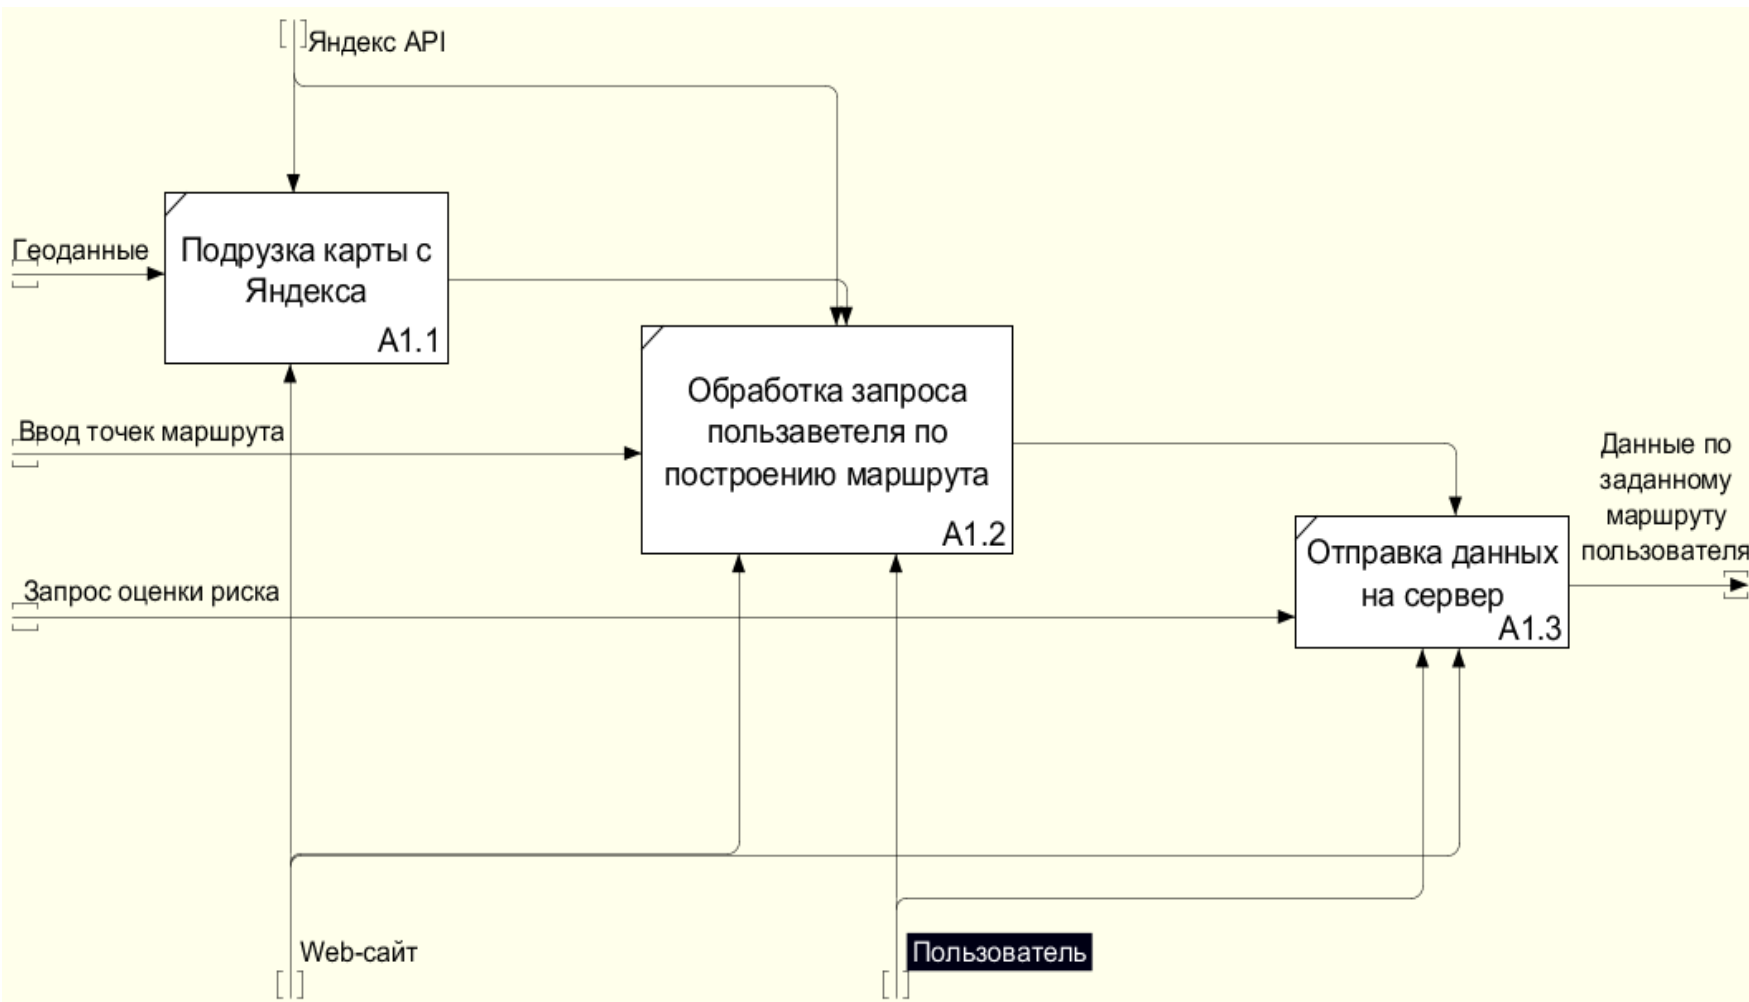 Яндекс API
Геоданные
Подрузка карты с
Яндекса
A1.1
Ввод точек маршрута
Обработка запроса
пользаветеля по
построению маршрута
A1.2
Данные по
заданному
маршруту
пользователя
Запрос оценки риска
Отправка данных
на сервер
A1.3
Web-сайт
Пользователь